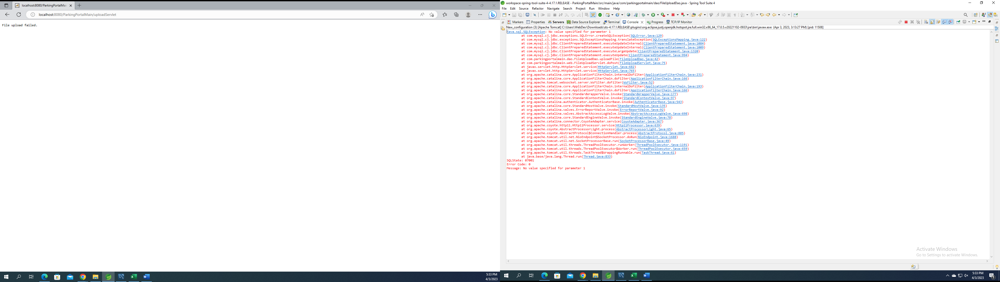 localhost:8080/ParkingPortalMai
localhost:8080/ParkingPortalMain/uploadServlet
File upload failed.
5:33 PM
4/3/2023
workspace-spring-tool-suite-4-4.17.1.RELEASE - ParkingPortalMain/src/main/java/com/parkingportalmain/dao/FileUploadDao.java - Spring Tool Suite 4
File Edit Source Refactor Navigate Search Project Run Window Help
Markers Properties Servers Data Source Explorer Terminal Console Progress TCP/IP Monitor
New_configuration (3) [Apache Tomcat] C:\Users\WebDev\Downloads\sts-4.17.1.RELEASE\plugins\org.eclipse.justj.openjdk.hotspot.jre.full.win32.x86_64_17.0.5.v20221102-0933\jre\bin\javaw.exe (Apr 3, 2023, 3:13:27 PM) [pid: 11508]
java.sql.SQLException: No value specified for parameter 1
at com.mysql.cj.jdbc.exceptions.SQLError.createSQLException(SQLError.java:129)
at com.mysql.cj.jdbc.exceptions.SQLExceptionsMapping.translateException(SQLExceptionsMapping.java:122)
at com.mysql.cj.jdbc.ClientPreparedStatement.executeUpdateInternal(ClientPreparedStatement.java:1084)
at com.mysql.cj.jdbc.ClientPreparedStatement.executeUpdateInternal(ClientPreparedStatement.java:1009)
at com.mysql.cj.jdbc.ClientPreparedStatement.executeLargeUpdate(ClientPreparedStatement.java:1320)
at com.mysql.cj.jdbc.ClientPreparedStatement.executeUpdate(ClientPreparedStatement.java:994)
at com.parkingportalmain.dao.FileUploadDao.uploadFile(FileUploadDao.java:42)
at com.parkingportalmain.web.FileUploadServlet.doPost(FileUploadServlet.java:75)
at javax.servlet.http.HttpServlet.service(HttpServlet.java:682)
at javax.servlet.http.HttpServlet.service(HttpServlet.java:765)
at org.apache.catalina.core.ApplicationFilterChain.internalDoFilter(ApplicationFilterChain.java:231)
at org.apache.catalina.core.ApplicationFilterChain.doFilter(ApplicationFilterChain.java:166)
at org.apache.tomcat.websocket.server.WsFilter.doFilter(WsFilter.java:52)
at org.apache.catalina.core.ApplicationFilterChain.internalDoFilter(ApplicationFilterChain.java:193)
at org.apache.catalina.core.ApplicationFilterChain.doFilter(ApplicationFilterChain.java:166)
at org.apache.catalina.core.StandardWrapperValve.invoke(StandardWrapperValve.java:177)
at org.apache.catalina.core.StandardContextValve.invoke(StandardContextValve.java:97)
at org.apache.catalina.authenticator.AuthenticatorBase.invoke(AuthenticatorBase.java:543)
at org.apache.catalina.core.StandardHostValve.invoke(StandardHostValve.java:135)
at org.apache.catalina.valves.ErrorReportValve.invoke(ErrorReportValve.java:92)
at org.apache.catalina.valves.AbstractAccessLogValve.invoke(AbstractAccessLogValve.java:698)
at org.apache.catalina.core.StandardEngineValve.invoke(StandardEngineValve.java:78)
at org.apache.catalina.connector.CoyoteAdapter.service(CoyoteAdapter.java:367)
at org.apache.coyote.http11.Http11Processor.service(Http11Processor.java:639)
at org.apache.coyote.AbstractProcessorLight.process(AbstractProcessorLight.java:65)
at org.apache.coyote.AbstractProtocol$ConnectionHandler.process(AbstractProtocol.java:885)
at org.apache.tomcat.util.net.NioEndpoint$SocketProcessor.doRun(NioEndpoint.java:1688)
at org.apache.tomcat.util.net.SocketProcessorBase.run(SocketProcessorBase.java:49)
at org.apache.tomcat.util.threads.ThreadPoolExecutor.runWorker(ThreadPoolExecutor.java:1191)
at org.apache.tomcat.util.threads.ThreadPoolExecutor$Worker.run(ThreadPoolExecutor.java:659)
at org.apache.tomcat.util.threads.TaskThread$WrappingRunnable.run(TaskThread.java:61)
at java.base/java.lang.Thread.run(Thread.java:833)
SQLState: 07001
Error Code: 0
Message: No value specified for parameter 1
Activate Windows
Go to Settings to activate Windows.
5:33 PM
4/3/2023